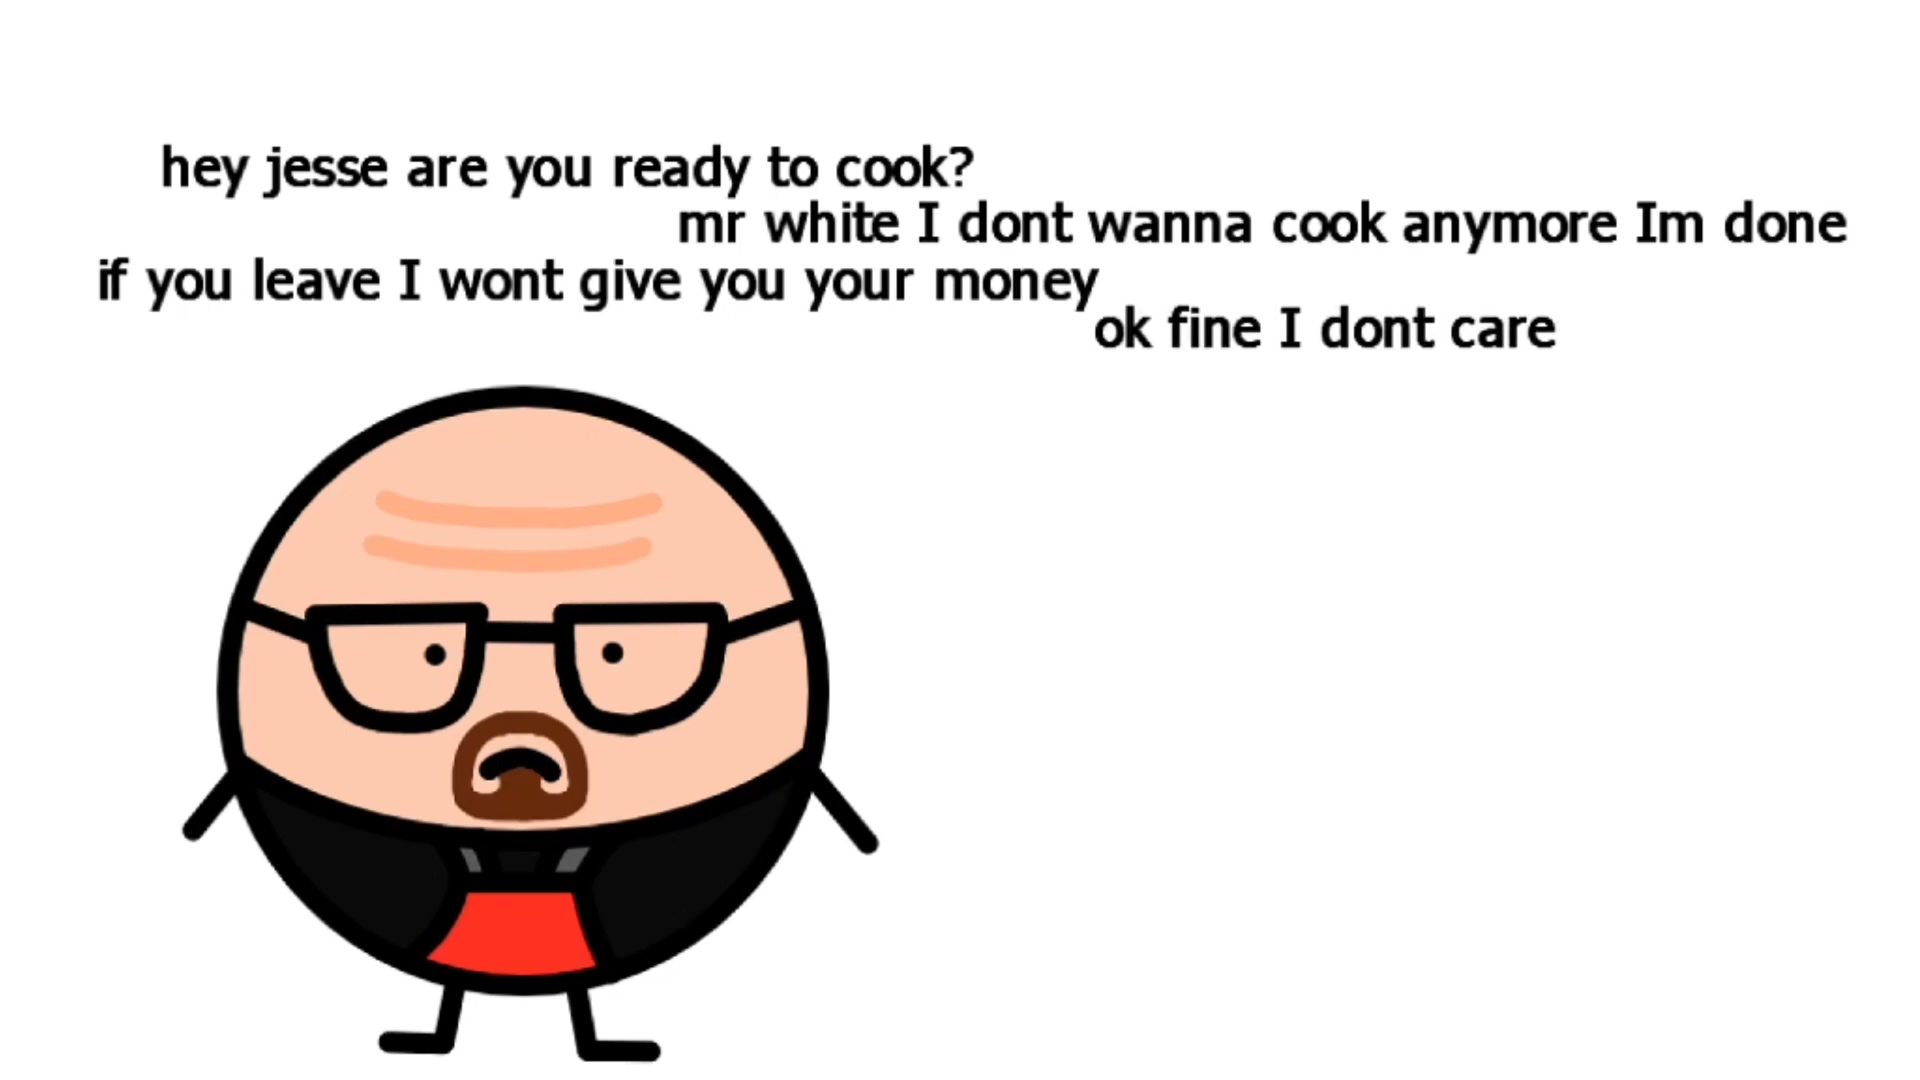 hey jesse are you ready to cook?
mr white I dont wanna cook anymore Im done
if you leave I wont give you your money
ok fine I dont care